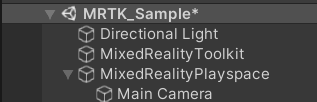 MRTK_Sample*
Directional Light
MixedRealityToolkit
MixedRealityPlayspace
Main Camera